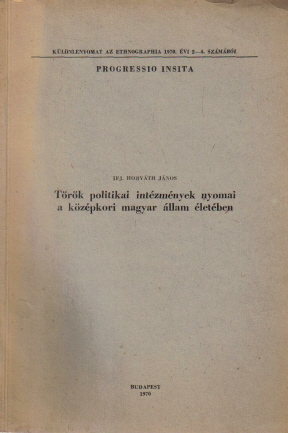 KÜLÖNLENYOMAT AZ ETHNOGRAPHIA 1970. ÉVI 2—4. SZÁMÁBÓL
PROGRESSIO INSITA
IFJ. HORVÁTH JÁNOS
Török politikai intézmények nyomai
a középkori magyar állam életében
BUDAPEST
1970